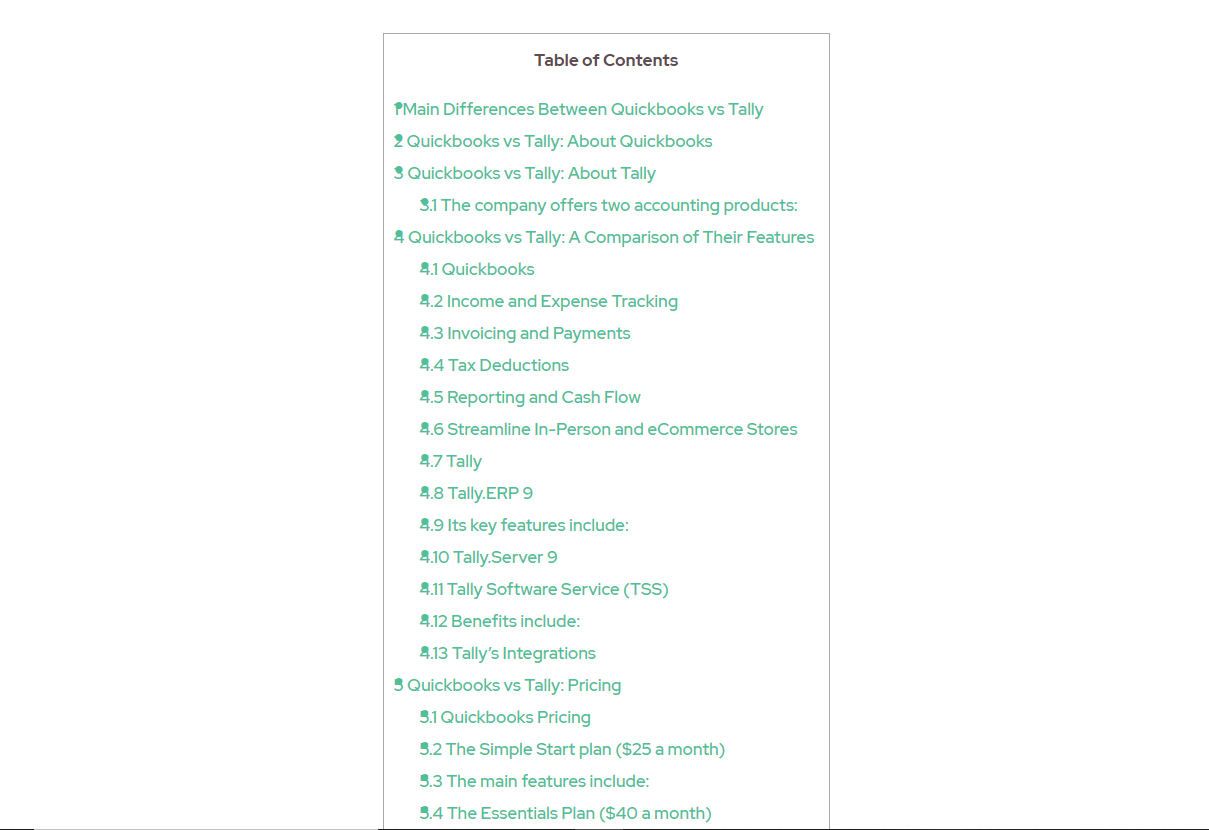 Table of Contents
1 Main Differences Between Quickbooks vs Tally
2 Quickbooks vs Tally: About Quickbooks
3 Quickbooks vs Tally: About Tally
3.1 The company offers two accounting products:
4 Quickbooks vs Tally: A Comparison of Their Features
4.1 Quickbooks
4.2 Income and Expense Tracking
4.3 Invoicing and Payments
4.4 Tax Deductions
4.5 Reporting and Cash Flow
4.6 Streamline In-Person and eCommerce Stores
4.7 Tally
4.8 Tally.ERP 9
4.9 Its key features include:
4.10 Tally.Server 9
4.11 Tally Software Service (TSS)
4.12 Benefits include:
4.13 Tally’s Integrations
5 Quickbooks vs Tally: Pricing
5.1 Quickbooks Pricing
5.2 The Simple Start plan ($25 a month)
5.3 The main features include:
5.4 The Essentials Plan ($40 a month)